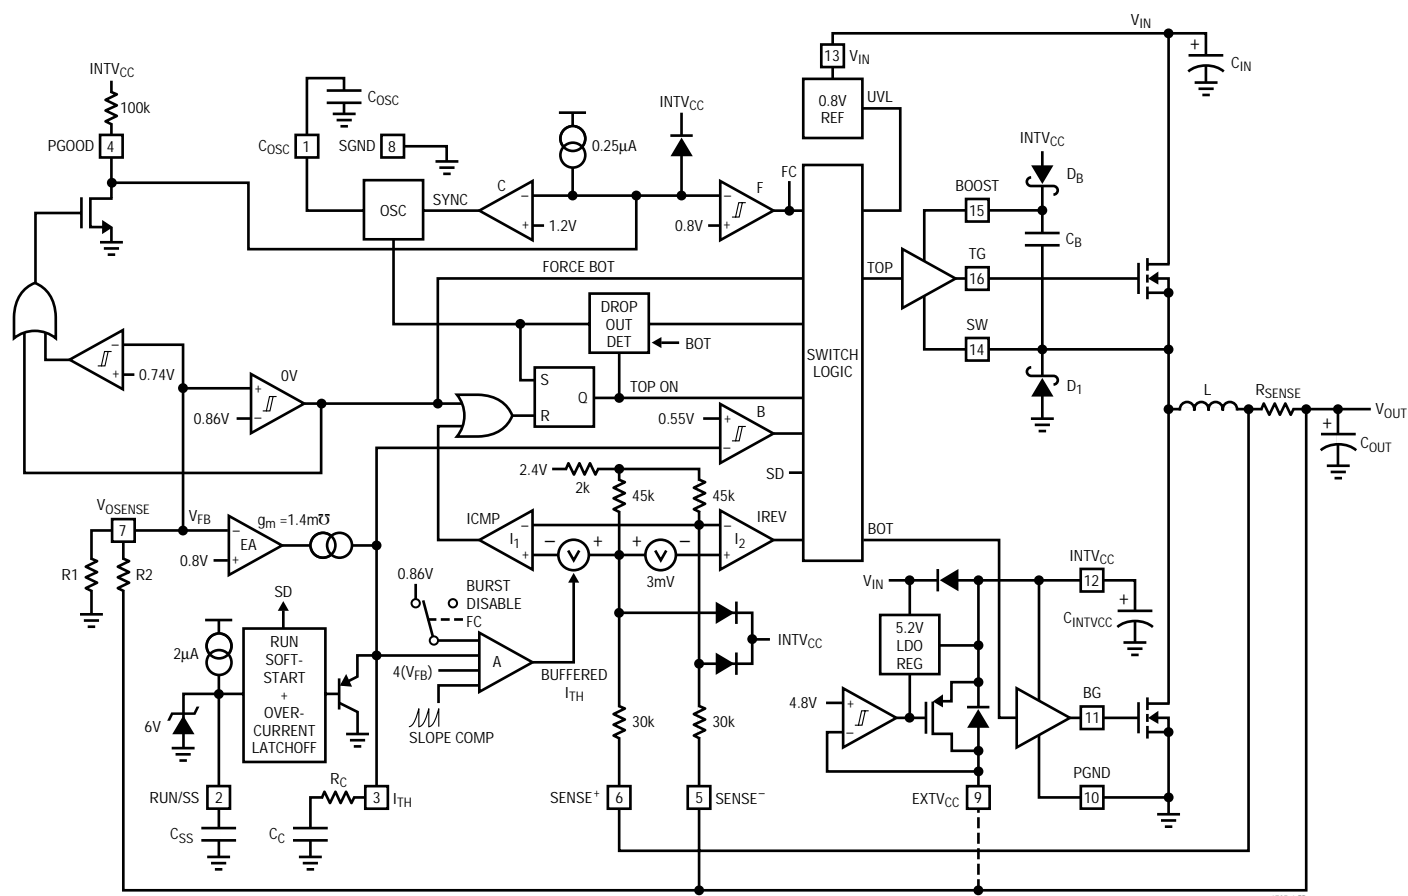 V_IN
13 V_IN
C_IN
INTV_CC
100k
PGOOD 4
C_OSC
C_OSC 1
SGND 8
0.25µA
INTV_CC
0.8V
REF
UVL
INTV_CC
D_B
BOOST
15
C_B
OSC
SYNC
C
−
+
1.2V
F
−
+
0.8V
FC
FORCE BOT
TOP
TG
16
SW
14
D_1
DROP
OUT
DET
BOT
SWITCH
LOGIC
−
+
0.74V
0V
+
−
0.86V
S
Q
R
TOP ON
0.55V
+
−
B
L
R_SENSE
V_OUT
+
C_OUT
2.4V
2k
45k
45k
SD
V_OSENSE
7
V_FB
g_m =1.4m℧
−
EA
+
0.8V
ICMP
−
I_1
+
−
V
+
+
V
−
3mV
IREV
−
I_2
+
BOT
R1
R2
SD
0.86V
BURST
DISABLE
FC
V_IN
INTV_CC
12
+
C_INTVCC
5.2V
LDO
REG
2µA
RUN
SOFT-
START
+
OVER-
CURRENT
LATCHOFF
6V
4(V_FB)
A
BUFFERED
I_TH
INTV_CC
SLOPE COMP
30k
30k
4.8V
+
−
BG
11
PGND
10
RUN/SS 2
C_SS
R_C
3 I_TH
C_C
SENSE⁺ 6
5 SENSE⁻
EXTV_CC 9